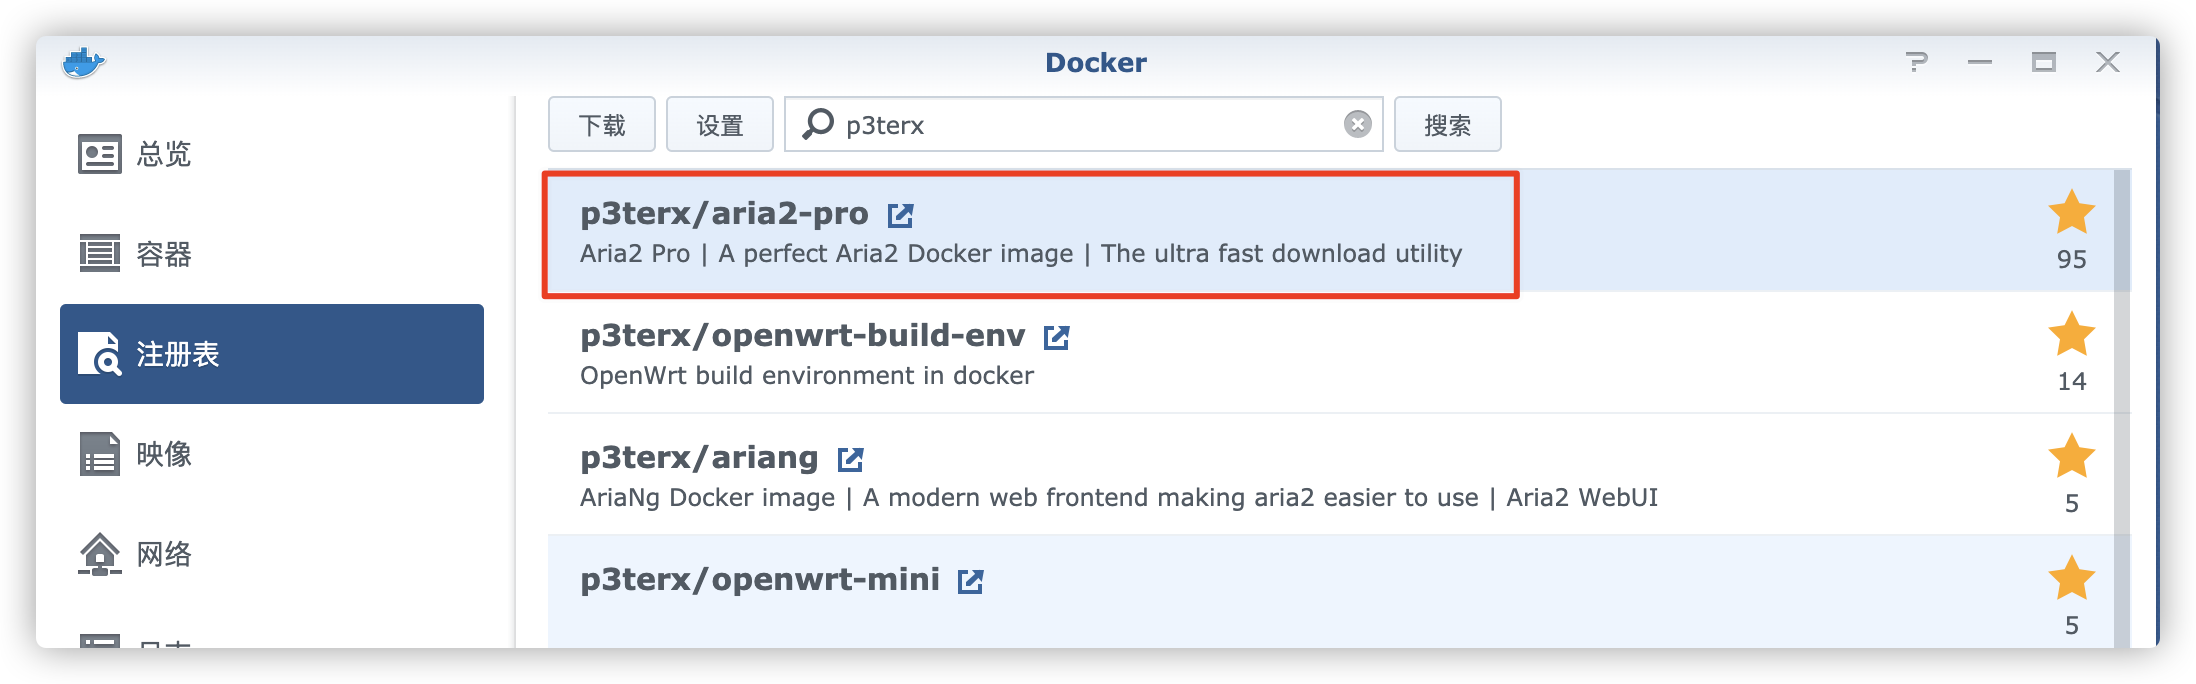 Docker
总览
容器
注册表
映像
网络
下载
设置
p3terx
搜索
p3terx/aria2-pro
Aria2 Pro | A perfect Aria2 Docker image | The ultra fast download utility
95
p3terx/openwrt-build-env
OpenWrt build environment in docker
14
p3terx/ariang
AriaNg Docker image | A modern web frontend making aria2 easier to use | Aria2 WebUI
5
p3terx/openwrt-mini
5